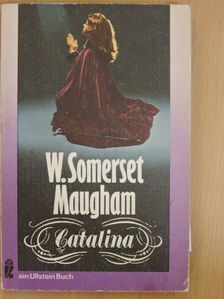 W. Somerset
Maugham
Catalina
ein Ullstein Buch